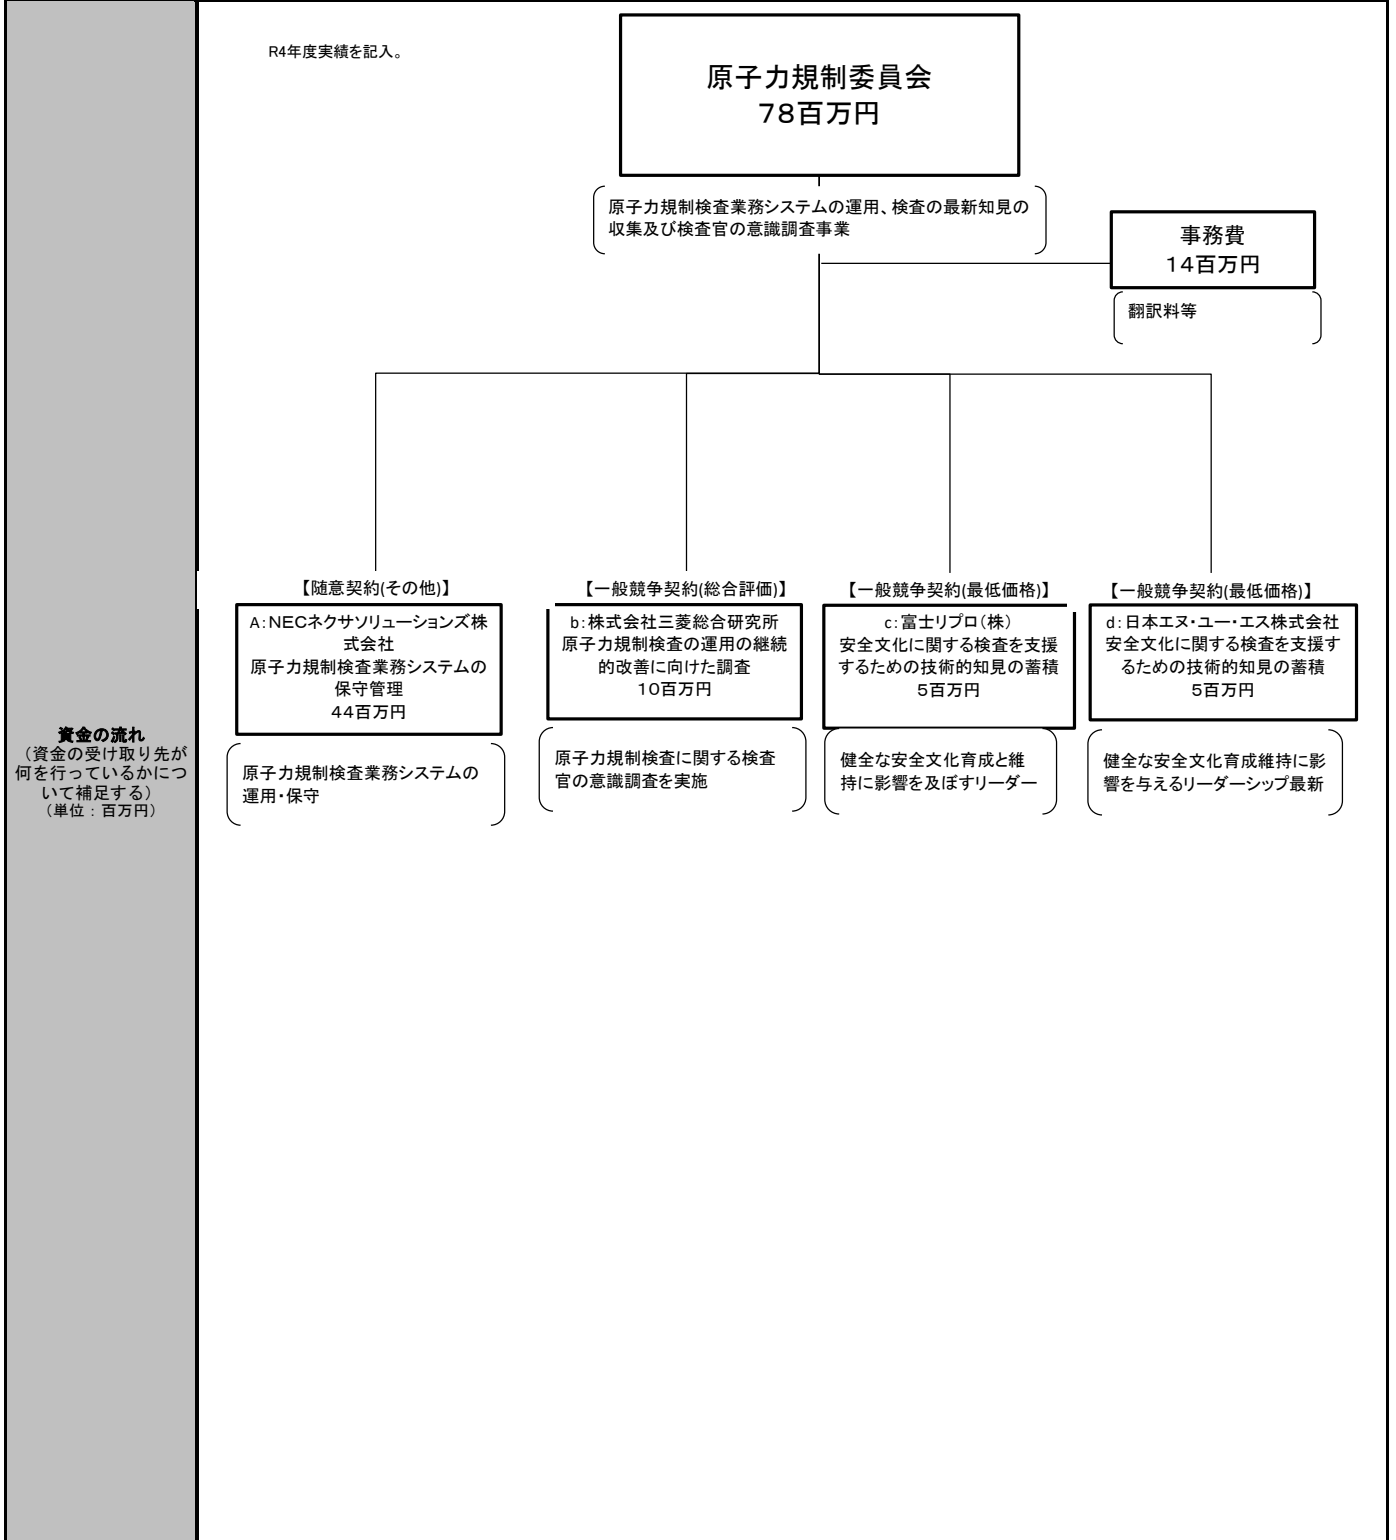 R4年度実績を記入。
原子力規制委員会
78百万円
原子力規制検査業務システムの運用、検査の最新知見の
収集及び検査官の意識調査事業
事務費
14百万円
翻訳料等
【随意契約(その他)】
A:NECネクサソリューションズ株
式会社
原子力規制検査業務システムの
保守管理
44百万円
原子力規制検査業務システムの
運用・保守
【一般競争契約(総合評価)】
b:株式会社三菱総合研究所
原子力規制検査の運用の継続
的改善に向けた調査
10百万円
原子力規制検査に関する検査
官の意識調査を実施
【一般競争契約(最低価格)】
c:富士リプロ(株)
安全文化に関する検査を支援
するための技術的知見の蓄積
5百万円
健全な安全文化育成と維
持に影響を及ぼすリーダー
【一般競争契約(最低価格)】
d:日本エヌ・ユー・エス株式会社
安全文化に関する検査を支援す
るための技術的知見の蓄積
5百万円
健全な安全文化育成維持に影
響を与えるリーダーシップ最新
資金の流れ
(資金の受け取り先が
何を行っているかにつ
いて補足する)
(単位:百万円)